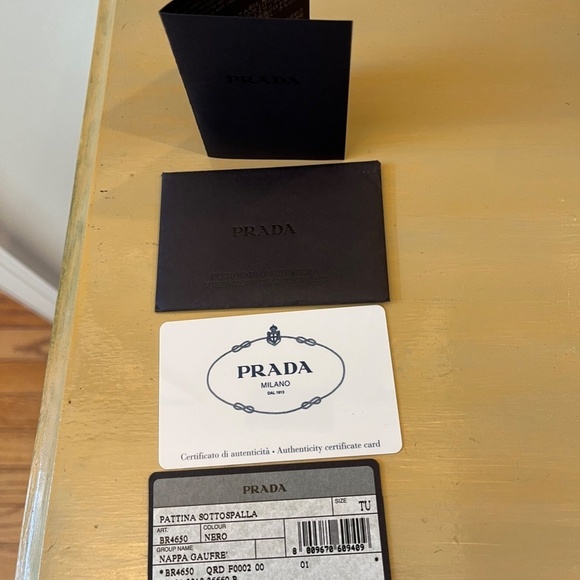 PRADA
PRADA
PRADA
MILANO
DAL 1913
Certificato di autenticità • Authenticity certificate card
PRADA
PATTINA SOTTOSPALLA
SIZE
TU
ART.
COLOUR
BR4650
NERO
GROUP NAME
NAPPA GAUFRE'
8 009670 609409
*BR4650 QRD F0002 00 01 *